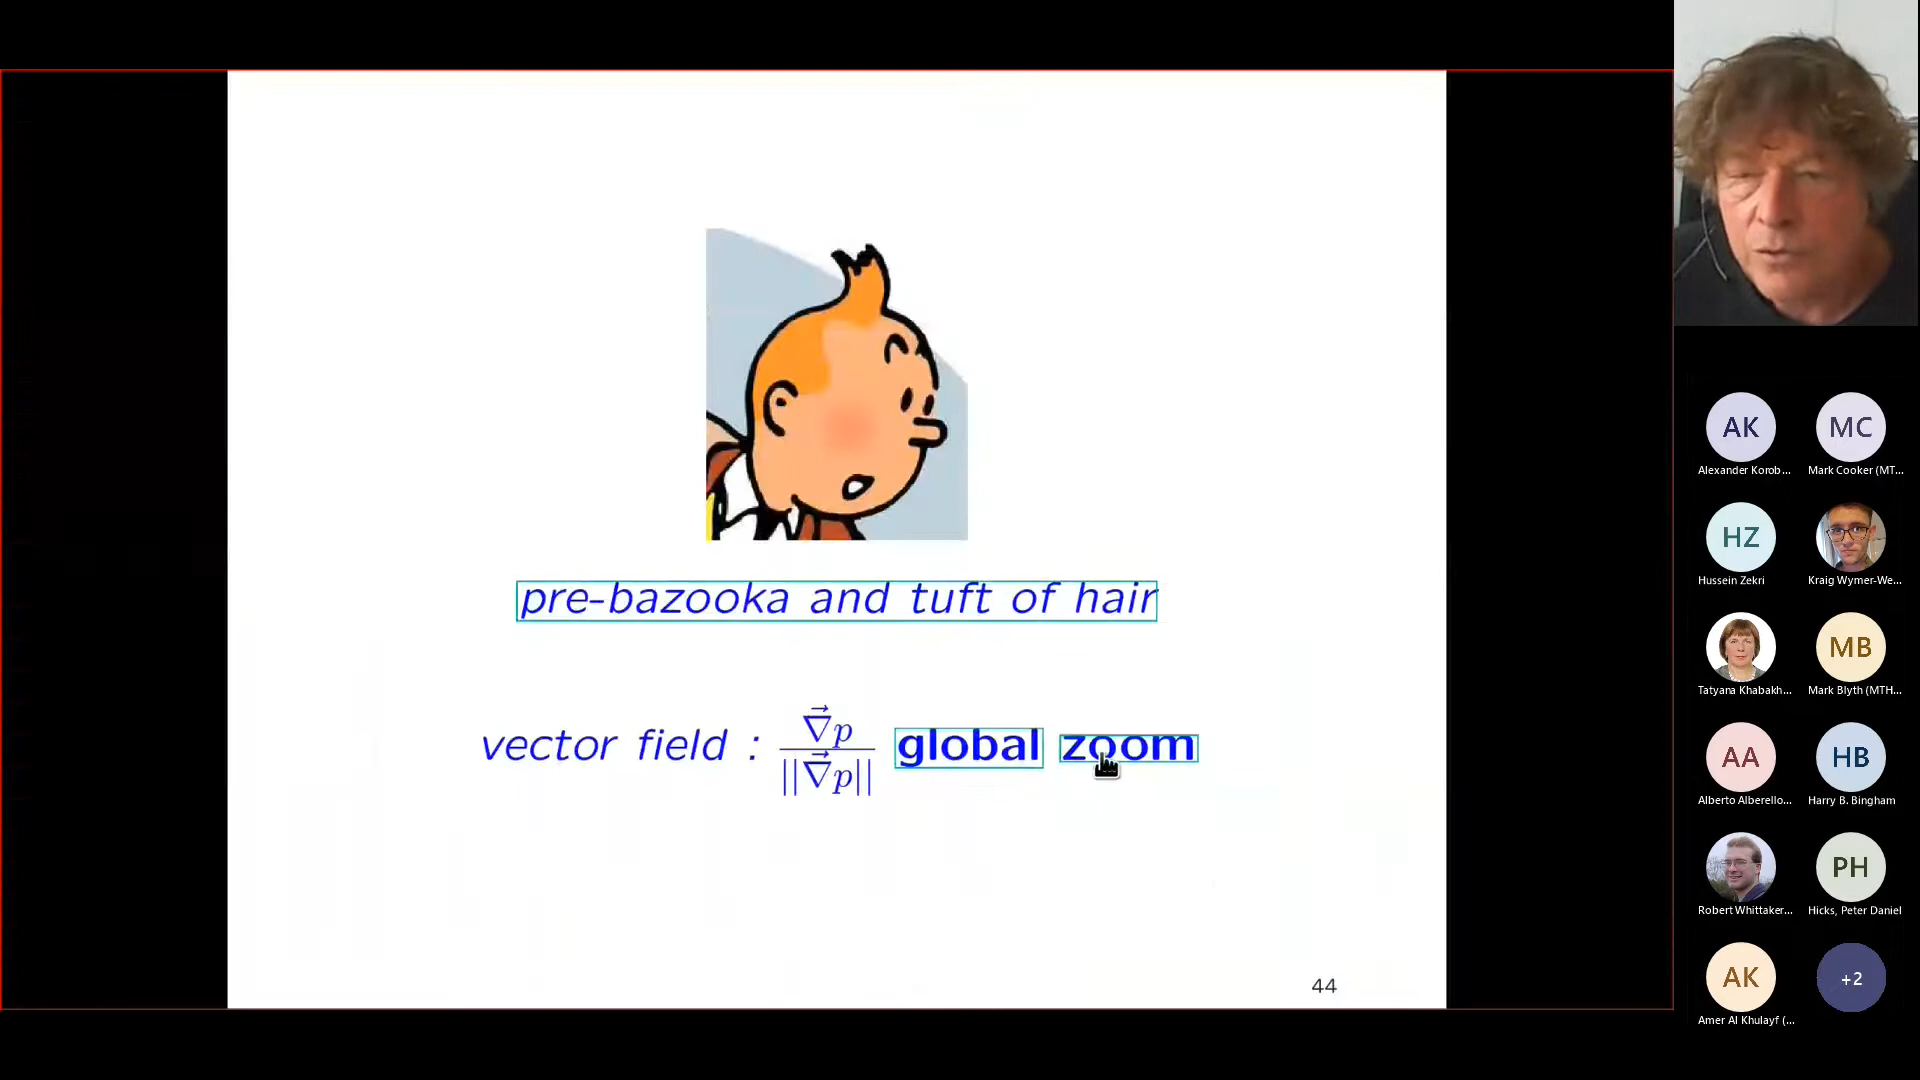 pre-bazooka and tuft of hair
vector field : ∇⃗p / ||∇⃗p|| global zoom
44
AK
MC
Alexander Korob...
Mark Cooker (MT...
HZ
Hussein Zekri
Kraig Wymer-We...
MB
Tatyana Khabakh...
Mark Blyth (MTH...
AA
HB
Alberto Alberello...
Harry B. Bingham
PH
Robert Whittaker...
Hicks, Peter Daniel
AK
+2
Amer Al Khulayf (...